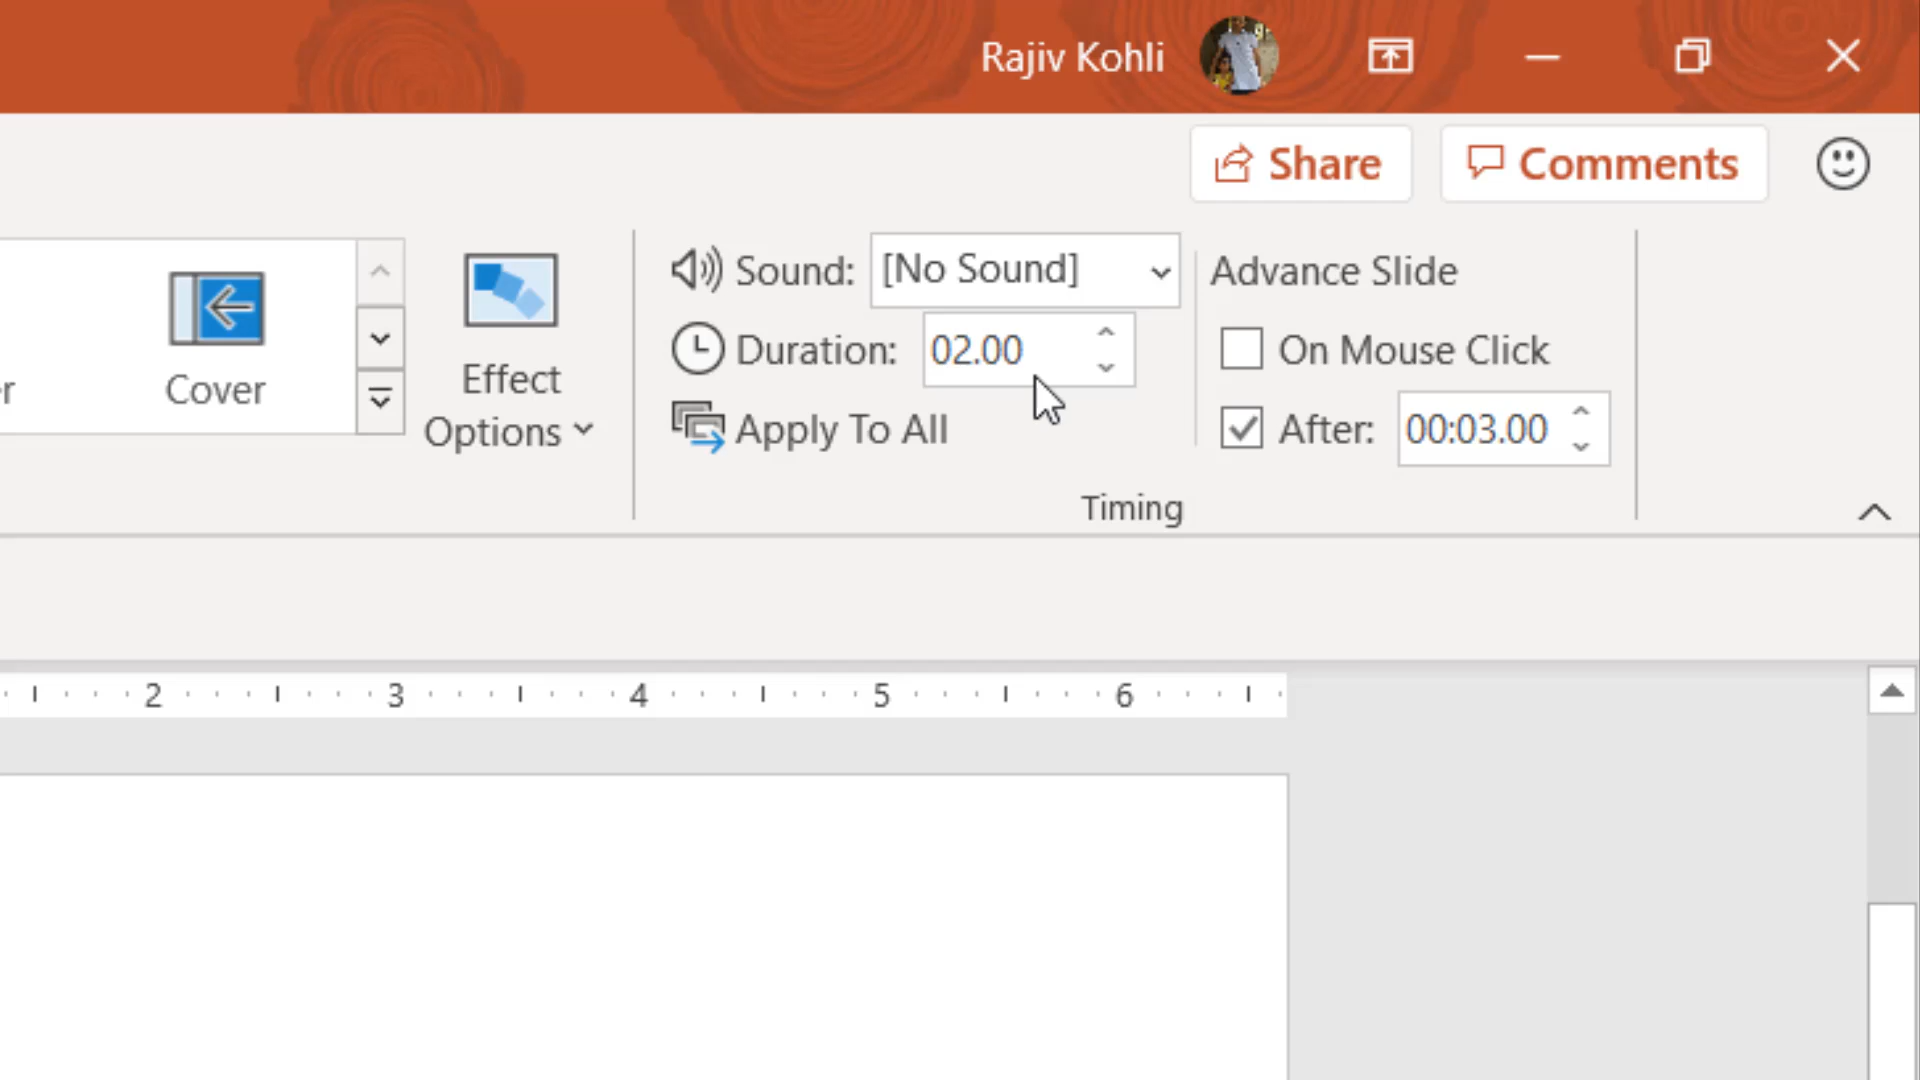 Rajiv Kohli
Share
Comments
Sound: [No Sound]
Advance Slide
r
Cover
Effect
Options
Duration: 02.00
On Mouse Click
Apply To All
After: 00:03.00
Timing
2 3 4 5 6